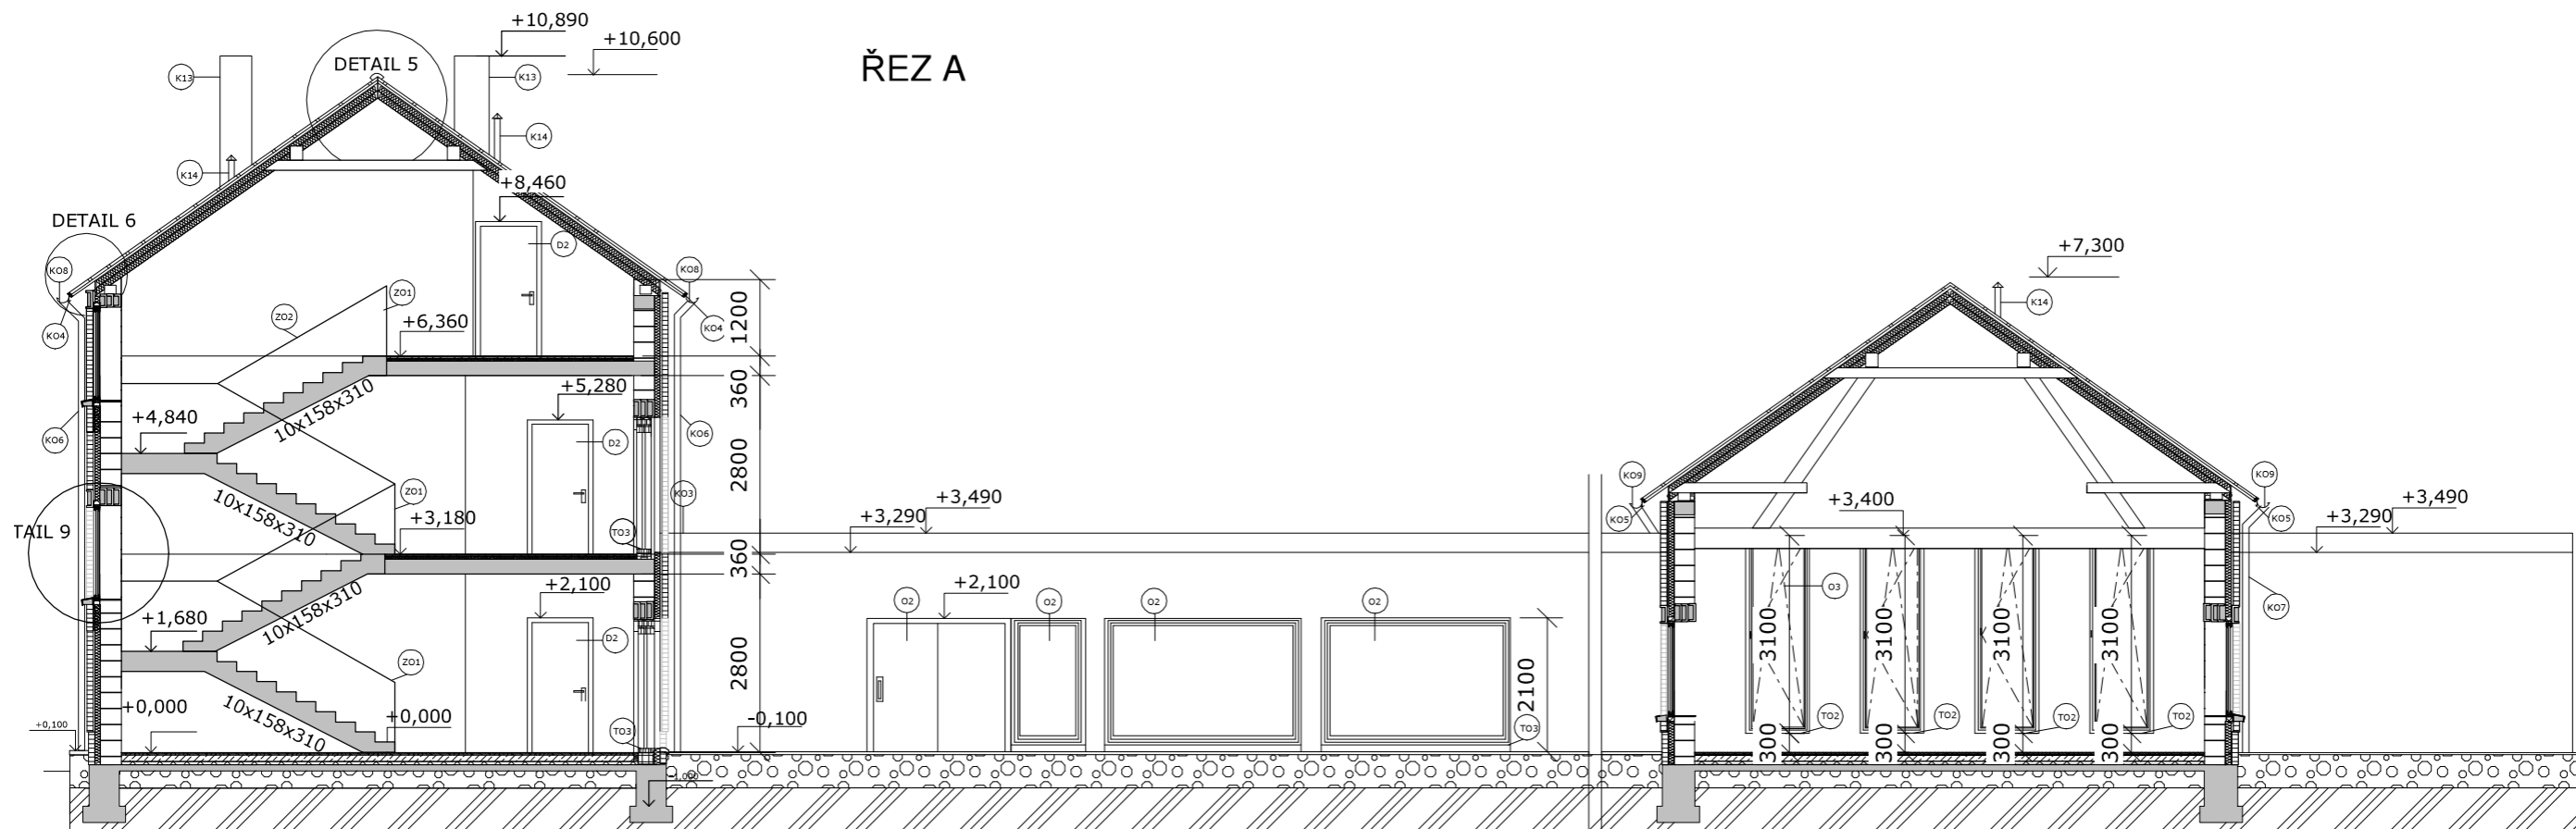 +10,890
+10,600
ŘEZ A
DETAIL 5
K13
K13
K14
K14
+8,460
DETAIL 6
D2
+7,300
K14
KO8
KO8
ZO1
ZO2
KO4
KO4
+6,360
1200
360
10x158x310
+5,280
+4,840
KO6
D2
KO6
2800
10x158x310
ZO1
KO3
+3,490
+3,290
KO9
KO5
+3,400
KO9
KO5
+3,490
+3,290
TAIL 9
+3,180
TO3
360
10x158x310
+2,100
+1,680
D2
ZO1
2800
O2
+2,100
O2
O2
O2
O3
KO7
3100
3100
3100
3100
2100
+0,000
10x158x310
+0,000
+0,100
TO3
-0,100
TO3
TO2
TO2
TO2
TO2
300
300
300
300